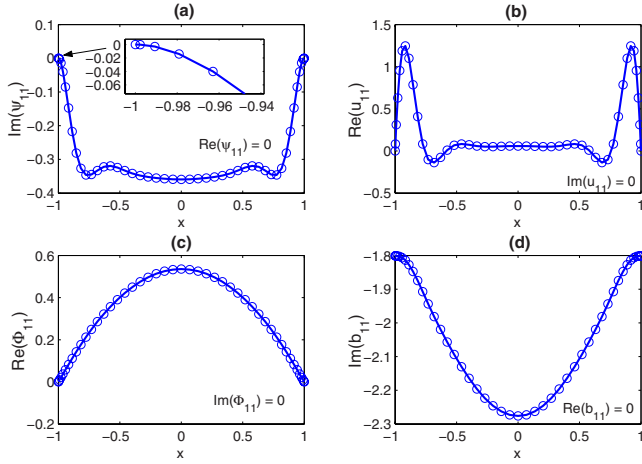 (a)
0.1
0
-0.1
-0.2
-0.3
-0.4
Im(ψ11)
0
-0.02
-0.04
-0.06
-1 -0.98 -0.96 -0.94
Re(ψ11) = 0
-1 -0.5 0 0.5 1
x
(b)
1.5
1
0.5
0
-0.5
Re(u11)
Im(u11) = 0
-1 -0.5 0 0.5 1
x
(c)
0.6
0.4
0.2
0
-0.2
Re(Φ11)
Im(Φ11) = 0
-1 -0.5 0 0.5 1
x
(d)
-1.8
-1.9
-2
-2.1
-2.2
-2.3
Im(b11)
Re(b11) = 0
-1 -0.5 0 0.5 1
x